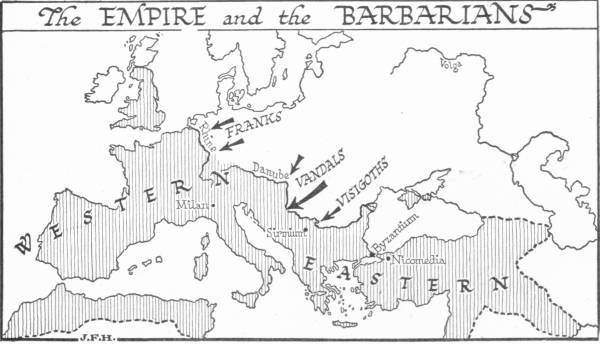 The EMPIRE and the BARBARIANS
Volga
Rhine
FRANKS
Danube
VANDALS
VISIGOTHS
WESTERN
Milan
Sirmium
Byzantium
Nicomedia
EASTERN
J.F.H.